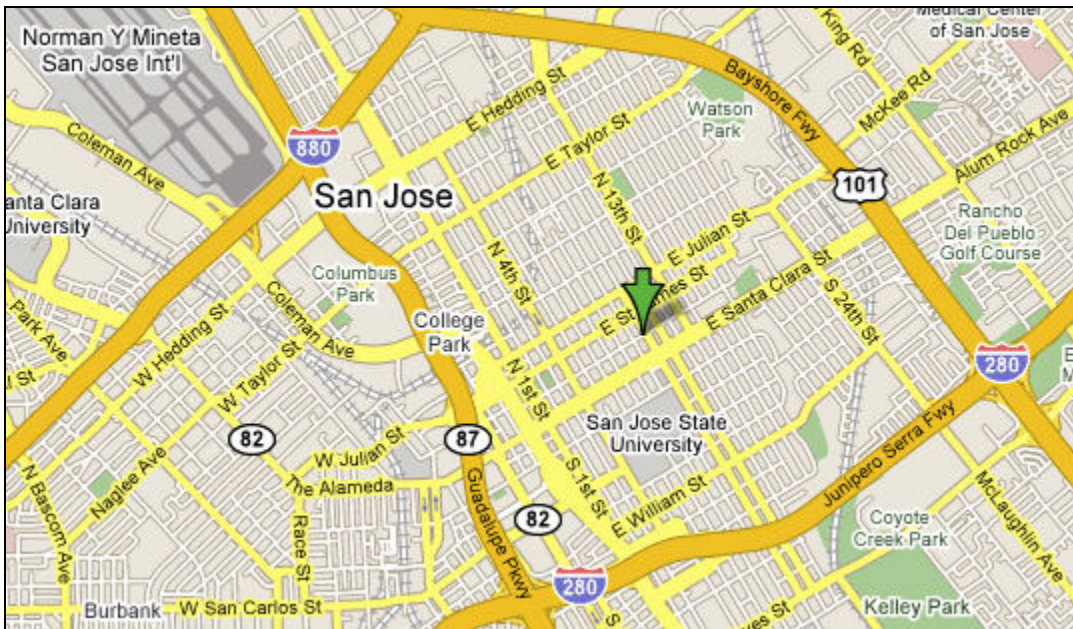 Norman Y Mineta
San Jose Int'l
Medical Center
of San Jose
King Rd
Bayshore Fwy
McKee Rd
E Hedding St
Watson
Park
E Taylor St
Coleman Ave
880
Alum Rock Ave
101
San Jose
anta Clara
University
N 13th St
Rancho
Del Pueblo
Golf Course
E Julian St
N 4th St
Columbus
Park
E St
mes St
E Santa Clara St
S 24th St
Park Ave
W Hedding St
Coleman Ave
College
Park
280
W Taylor St
N 1st St
San Jose State
University
Junipero Serra Fwy
82
87
W Julian St
Naglee Ave
The Alameda
N Bascom Ave
Guadalupe Pkwy
S 1st St
E William St
82
Race St
McLaughlin Ave
Coyote
Creek Park
280
Burbank
W San Carlos St
Kelley Park